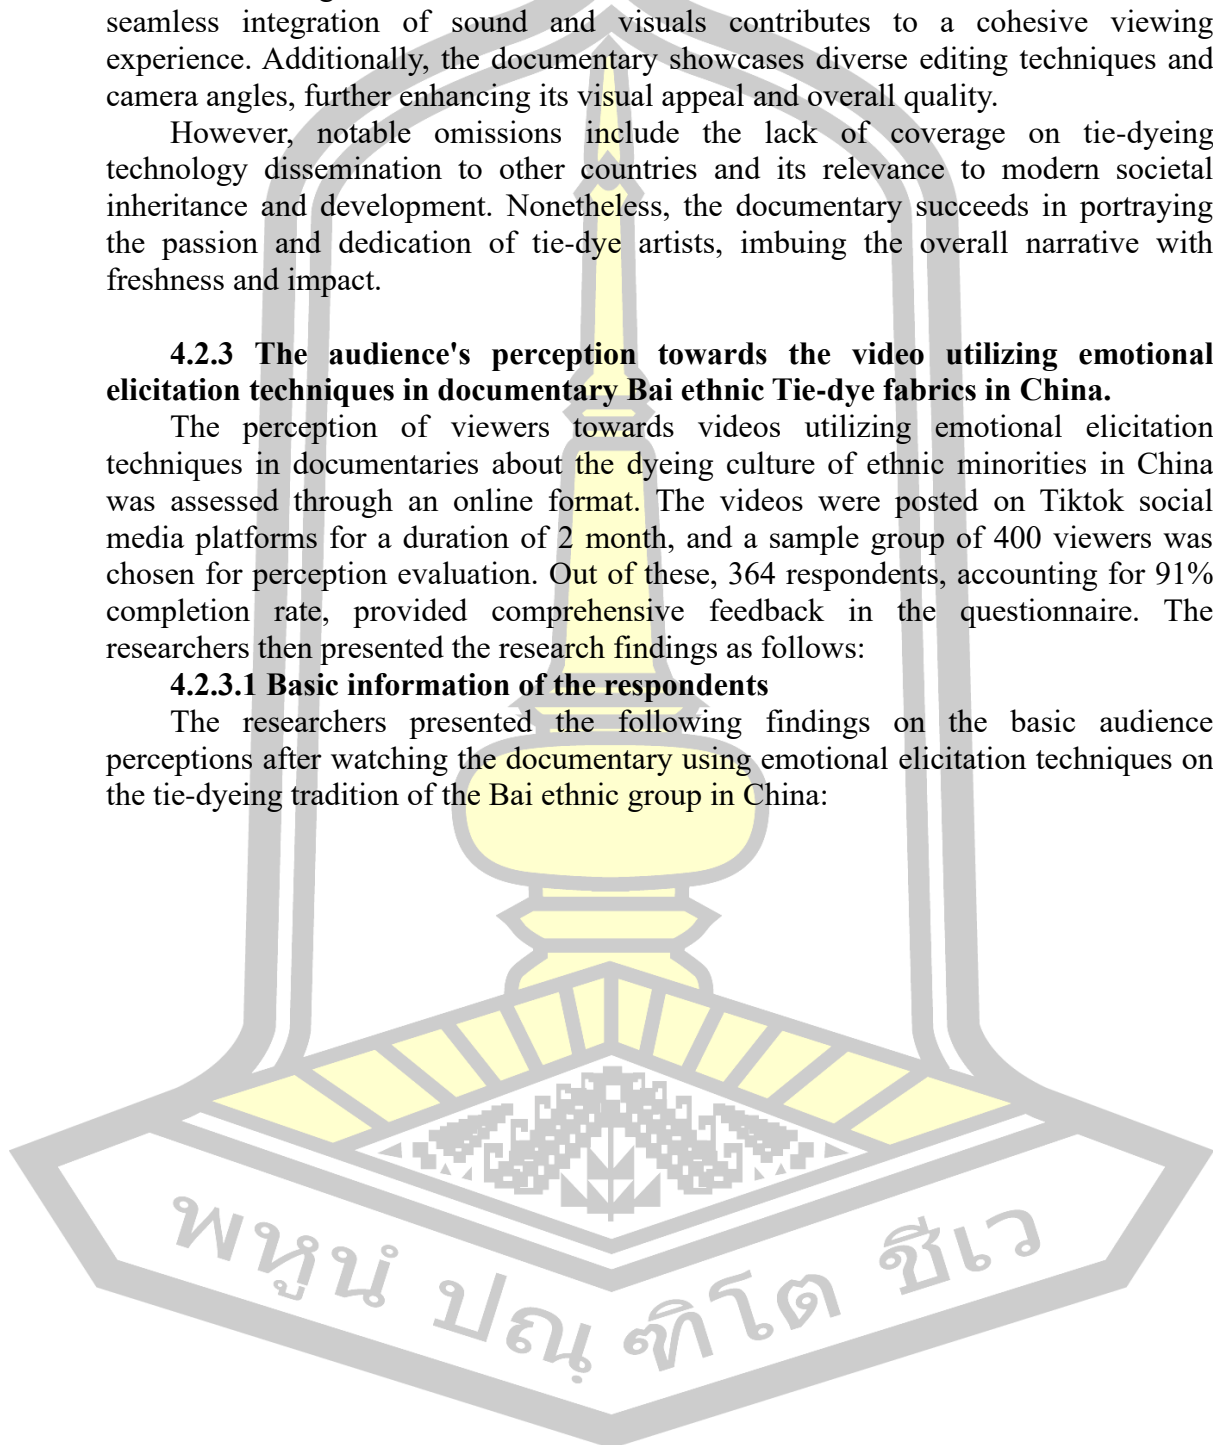 seamless integration of sound and visuals contributes to a cohesive viewing
experience. Additionally, the documentary showcases diverse editing techniques and
camera angles, further enhancing its visual appeal and overall quality.
However, notable omissions include the lack of coverage on tie-dyeing
technology dissemination to other countries and its relevance to modern societal
inheritance and development. Nonetheless, the documentary succeeds in portraying
the passion and dedication of tie-dye artists, imbuing the overall narrative with
freshness and impact.
4.2.3 The audience's perception towards the video utilizing emotional
elicitation techniques in documentary Bai ethnic Tie-dye fabrics in China.
The perception of viewers towards videos utilizing emotional elicitation
techniques in documentaries about the dyeing culture of ethnic minorities in China
was assessed through an online format. The videos were posted on Tiktok social
media platforms for a duration of 2 month, and a sample group of 400 viewers was
chosen for perception evaluation. Out of these, 364 respondents, accounting for 91%
completion rate, provided comprehensive feedback in the questionnaire. The
researchers then presented the research findings as follows:
4.2.3.1 Basic information of the respondents
The researchers presented the following findings on the basic audience
perceptions after watching the documentary using emotional elicitation techniques on
the tie-dyeing tradition of the Bai ethnic group in China:
พหูนํ ปณฺ ฑิโต ชีเว